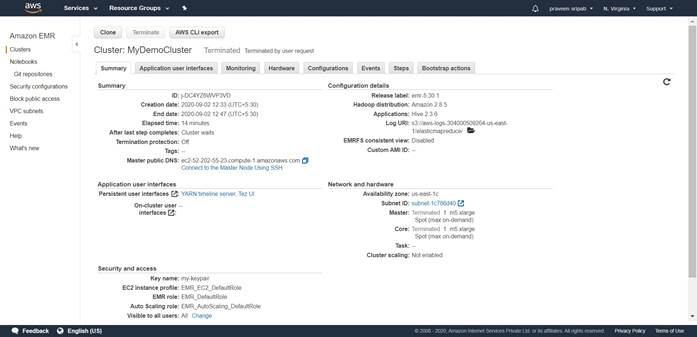 aws
Services
Resource Groups
praveen sripati
N. Virginia
Support
Amazon EMR
Clusters
Notebooks
Git repositories
Security configurations
Block public access
VPC subnets
Events
Help
What's new
Clone
Terminate
AWS CLI export
Cluster: MyDemoCluster Terminated Terminated by user request
Summary
Application user interfaces
Monitoring
Hardware
Configurations
Events
Steps
Bootstrap actions
Summary
ID: j-DC4YZ6WVP3VD
Creation date: 2020-09-02 12:33 (UTC+5:30)
End date: 2020-09-02 12:47 (UTC+5:30)
Elapsed time: 14 minutes
After last step completes: Cluster waits
Termination protection: Off
Tags: --
Master public DNS: ec2-52-202-55-23.compute-1.amazonaws.com
Connect to the Master Node Using SSH
Configuration details
Release label: emr-5.30.1
Hadoop distribution: Amazon 2.8.5
Applications: Hive 2.3.6
Log URI: s3://aws-logs-304000509264-us-east-
1/elasticmapreduce/
EMRFS consistent view: Disabled
Custom AMI ID: --
Application user interfaces
Persistent user interfaces : YARN timeline server, Tez UI
On-cluster user --
interfaces :
Network and hardware
Availability zone: us-east-1c
Subnet ID: subnet-1c786d40
Master: Terminated 1 m5.xlarge
Spot (max on-demand)
Core: Terminated 1 m5.xlarge
Spot (max on-demand)
Task: --
Cluster scaling: Not enabled
Security and access
Key name: my-keypair
EC2 instance profile: EMR_EC2_DefaultRole
EMR role: EMR_DefaultRole
Auto Scaling role: EMR_AutoScaling_DefaultRole
Visible to all users: All Change
Feedback
English (US)
© 2008 - 2020, Amazon Internet Services Private Ltd. or its affiliates. All rights reserved.
Privacy Policy
Terms of Use